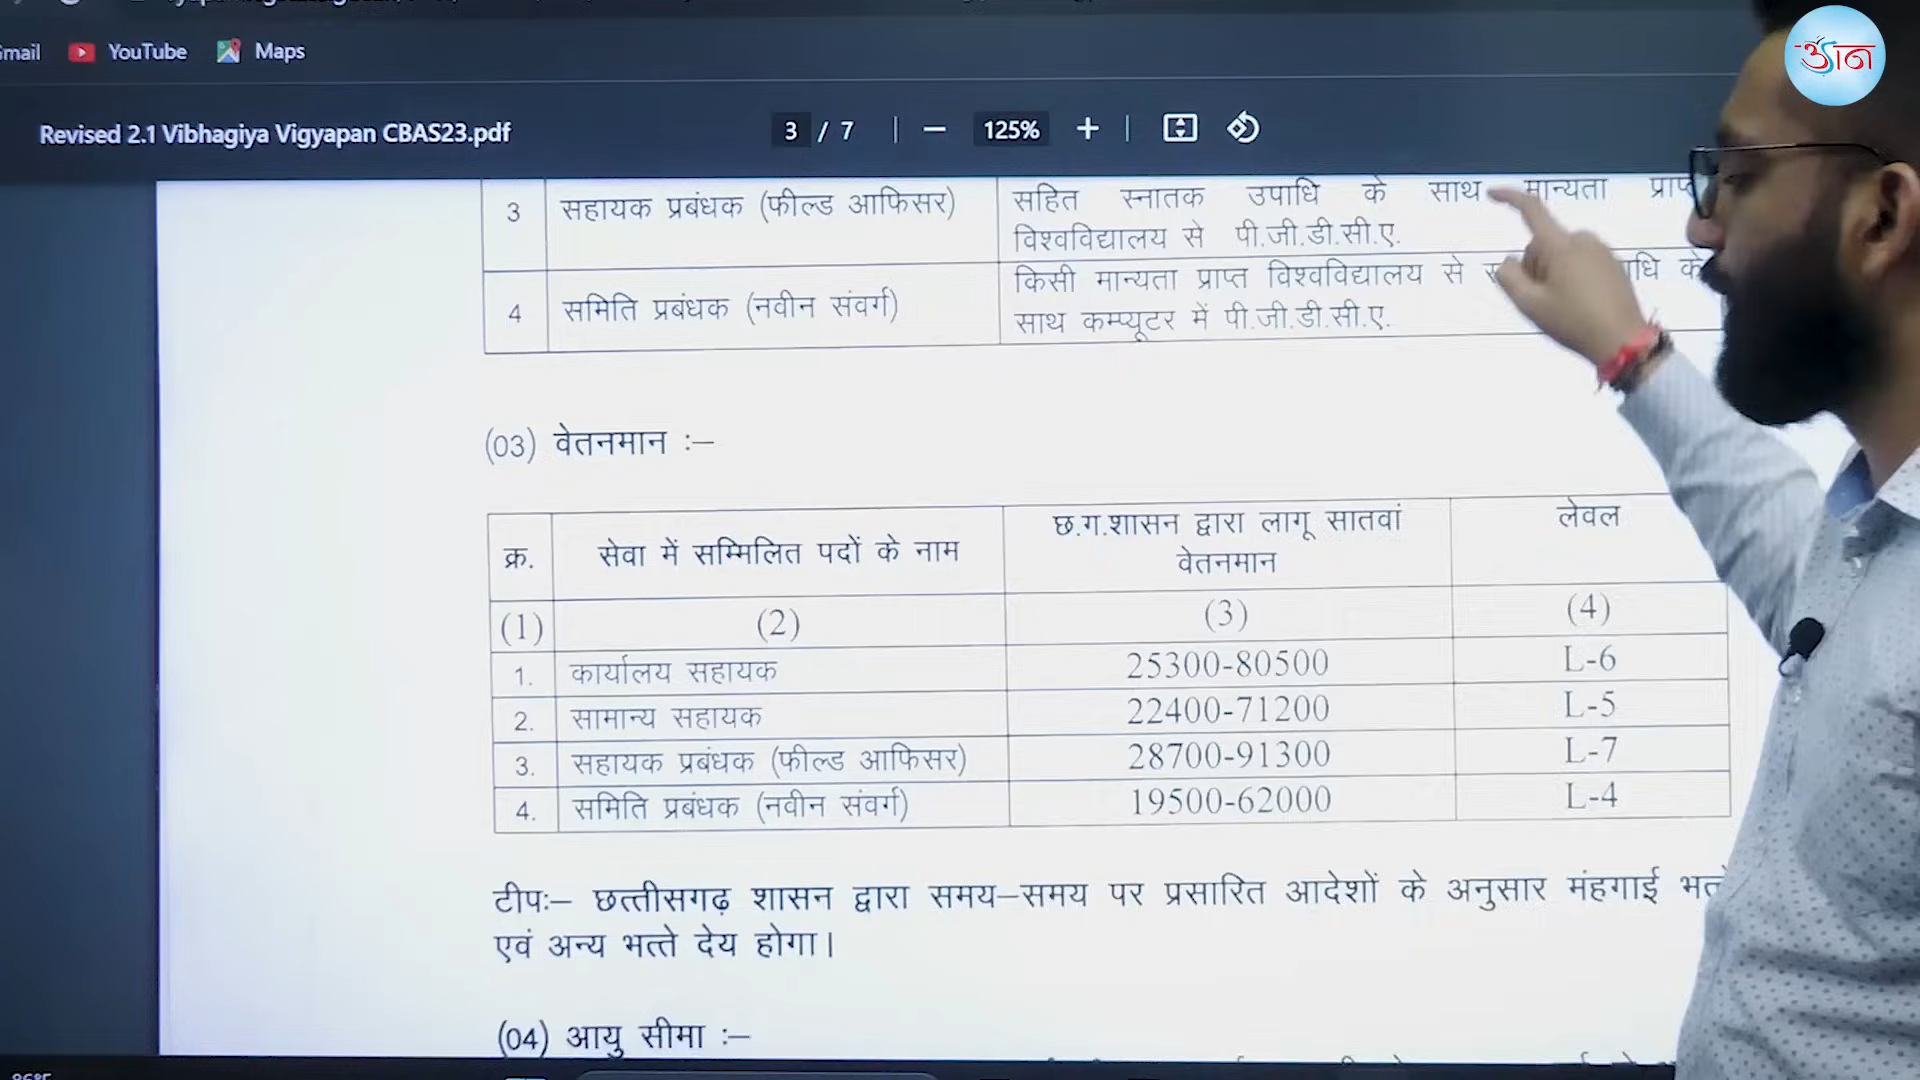 YouTube Maps
ज्ञान
Revised 2.1 Vibhagiya Vigyapan CBAS23.pdf 3 / 7 125%
3 सहायक प्रबंधक (फील्ड आफिसर) सहित स्नातक उपाधि के साथ मान्यता
विश्वविद्यालय से पी.जी.डी.सी.ए.
4 समिति प्रबंधक (नवीन संवर्ग) किसी मान्यता प्राप्त विश्वविद्यालय से के
साथ कम्प्यूटर में पी.जी.डी.सी.ए.
(03) वेतनमान :–
क्र. सेवा में सम्मिलित पदों के नाम छ.ग.शासन द्वारा लागू सातवां वेतनमान लेवल
(1) (2) (3) (4)
1. कार्यालय सहायक 25300-80500 L-6
2. सामान्य सहायक 22400-71200 L-5
3. सहायक प्रबंधक (फील्ड आफिसर) 28700-91300 L-7
4. समिति प्रबंधक (नवीन संवर्ग) 19500-62000 L-4
टीपः– छत्तीसगढ़ शासन द्वारा समय–समय पर प्रसारित आदेशों के अनुसार मंहगाई
एवं अन्य भत्ते देय होगा।
(04) आयु सीमा :–